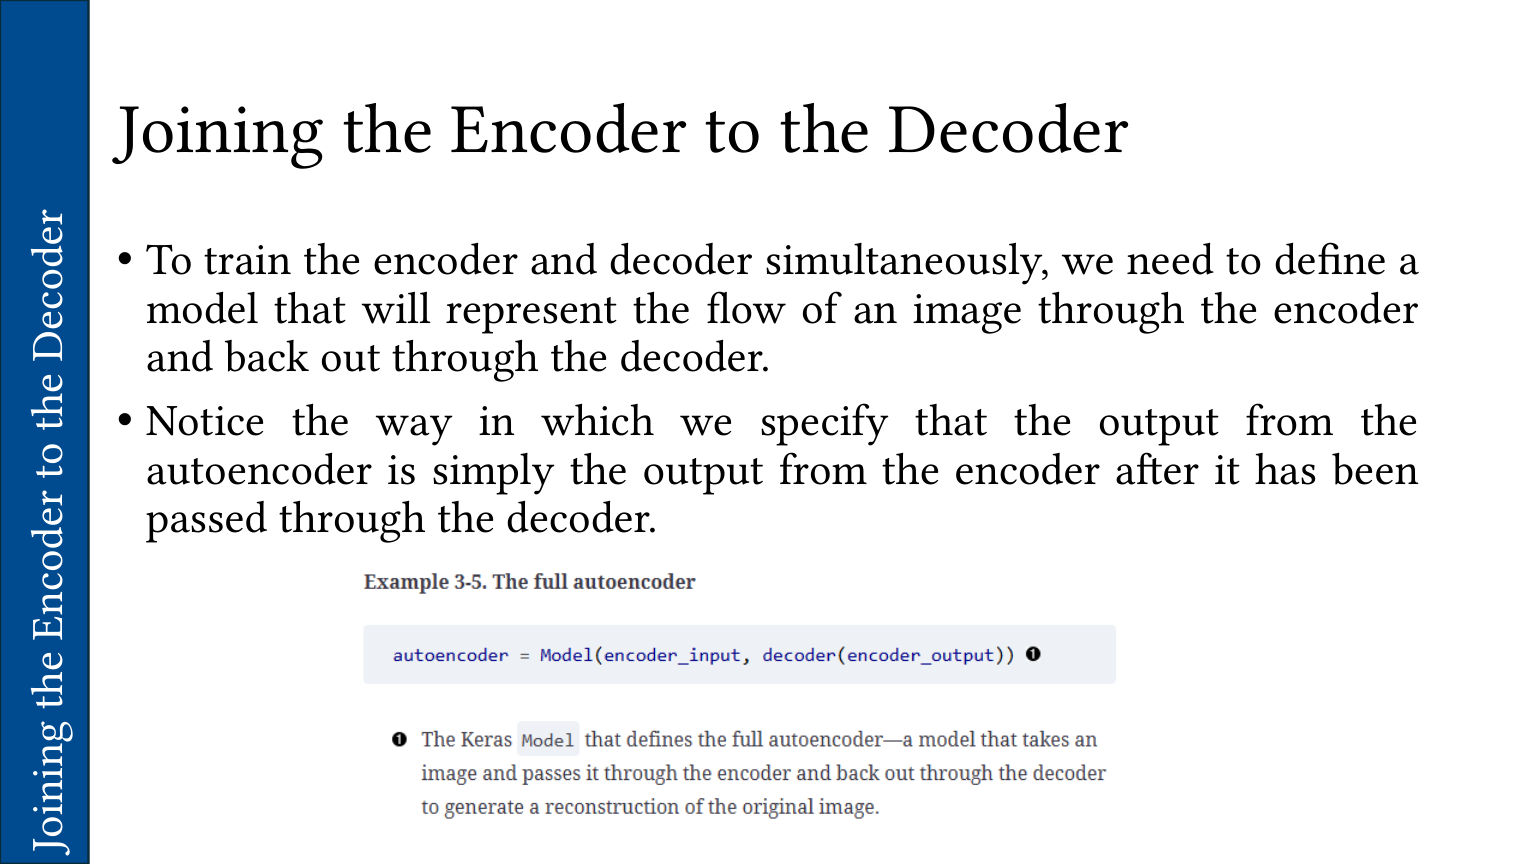 Joining the Encoder to the Decoder
Joining the Encoder to the Decoder
• To train the encoder and decoder simultaneously, we need to define a
model that will represent the flow of an image through the encoder
and back out through the decoder.
• Notice the way in which we specify that the output from the
autoencoder is simply the output from the encoder after it has been
passed through the decoder.
Example 3-5. The full autoencoder
autoencoder = Model(encoder_input, decoder(encoder_output)) ❶
❶ The Keras Model that defines the full autoencoder—a model that takes an
image and passes it through the encoder and back out through the decoder
to generate a reconstruction of the original image.